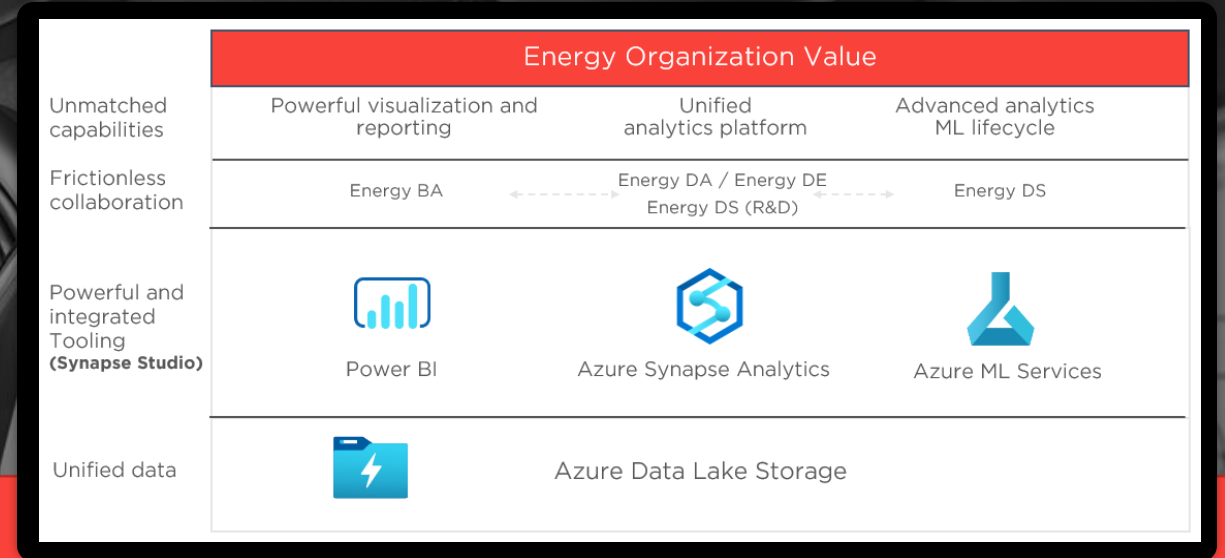 Energy Organization Value
Unmatched
capabilities
Powerful visualization and
reporting
Unified
analytics platform
Advanced analytics
ML lifecycle
Frictionless
collaboration
Energy BA
Energy DA / Energy DE
Energy DS (R&D)
Energy DS
Powerful and
integrated
Tooling
(Synapse Studio)
Power BI
Azure Synapse Analytics
Azure ML Services
Unified data
Azure Data Lake Storage